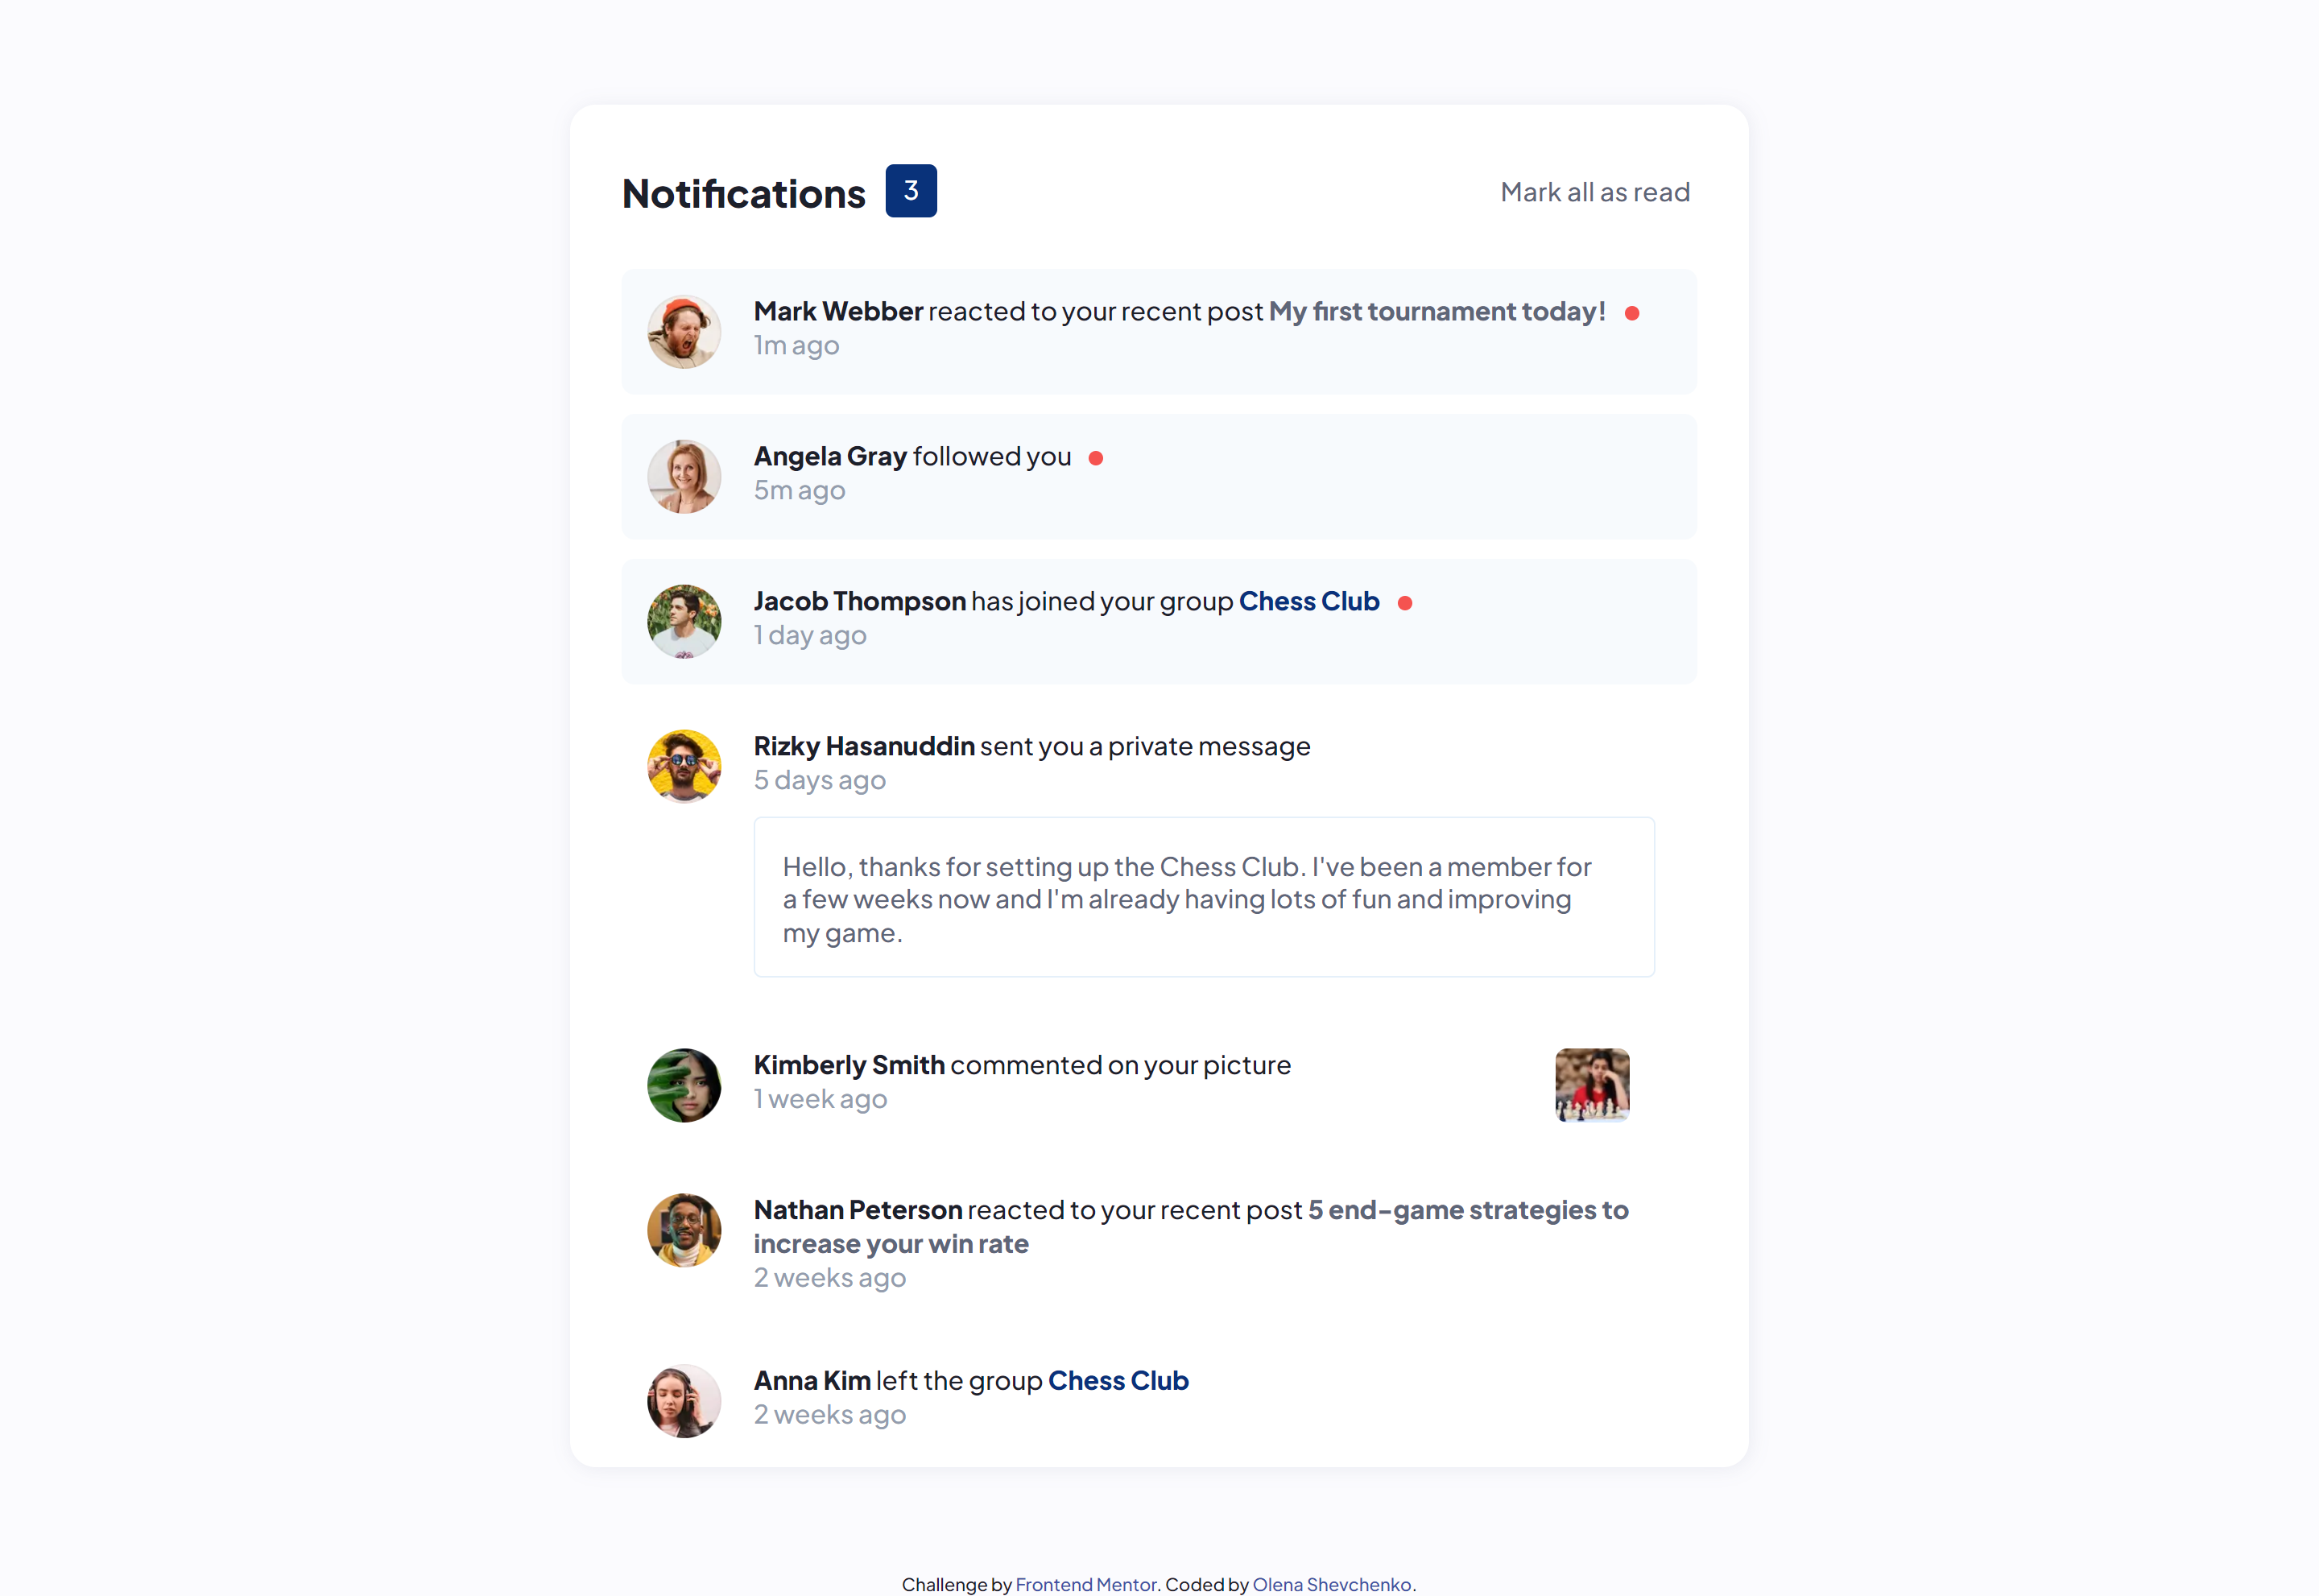 Notifications 3 Mark all as read
Mark Webber reacted to your recent post My first tournament today!
1m ago
Angela Gray followed you
5m ago
Jacob Thompson has joined your group Chess Club
1 day ago
Rizky Hasanuddin sent you a private message
5 days ago
Hello, thanks for setting up the Chess Club. I've been a member for
a few weeks now and I'm already having lots of fun and improving
my game.
Kimberly Smith commented on your picture
1 week ago
Nathan Peterson reacted to your recent post 5 end-game strategies to
increase your win rate
2 weeks ago
Anna Kim left the group Chess Club
2 weeks ago
Challenge by Frontend Mentor. Coded by Olena Shevchenko.